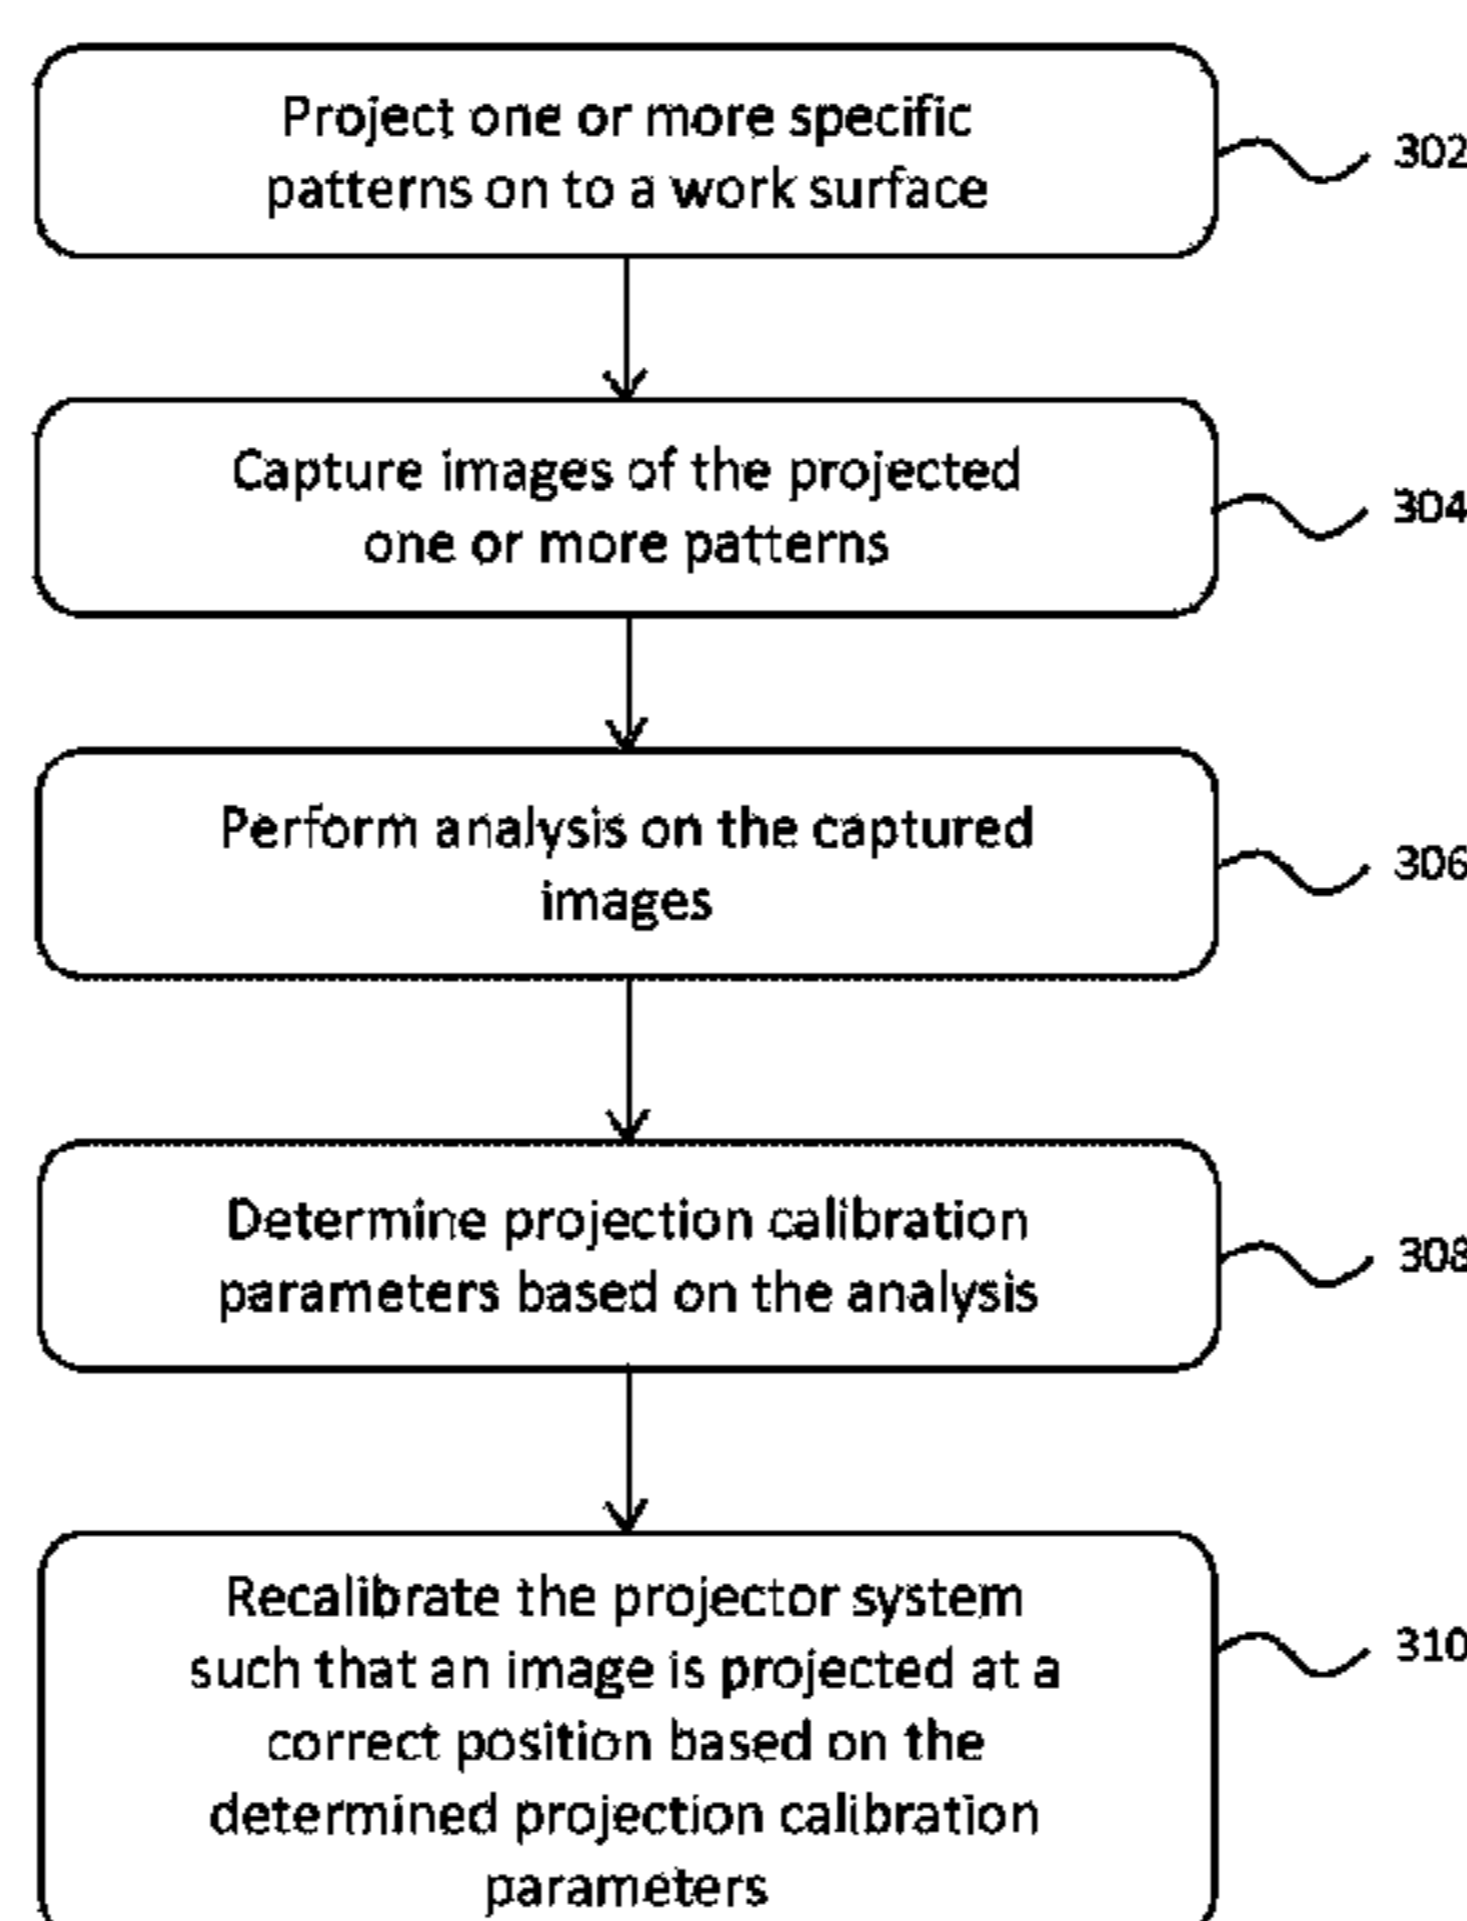 Project one or more specific
patterns on to a work surface
302
Capture images of the projected
one or more patterns
304
Perform analysis on the captured
images
306
Determine projection calibration
parameters based on the analysis
308
Recalibrate the projector system
such that an image is projected at a
correct position based on the
determined projection calibration
parameters
310